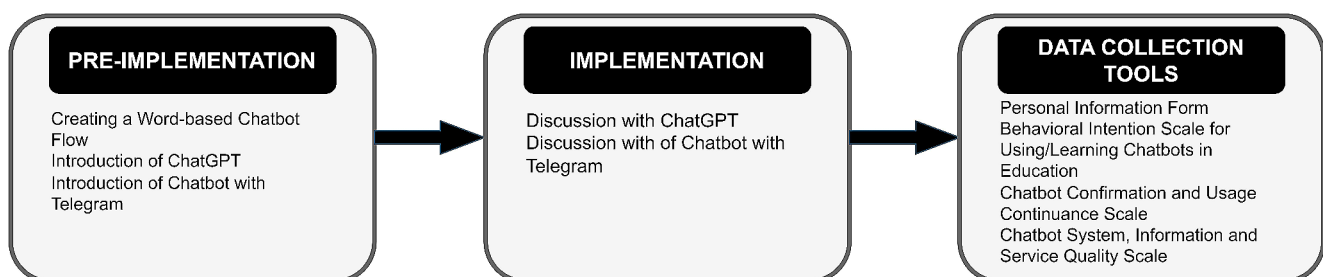 PRE-IMPLEMENTATION
Creating a Word-based Chatbot
Flow
Introduction of ChatGPT
Introduction of Chatbot with
Telegram
IMPLEMENTATION
Discussion with ChatGPT
Discussion with of Chatbot with
Telegram
DATA COLLECTION
TOOLS
Personal Information Form
Behavioral Intention Scale for
Using/Learning Chatbots in
Education
Chatbot Confirmation and Usage
Continuance Scale
Chatbot System, Information and
Service Quality Scale